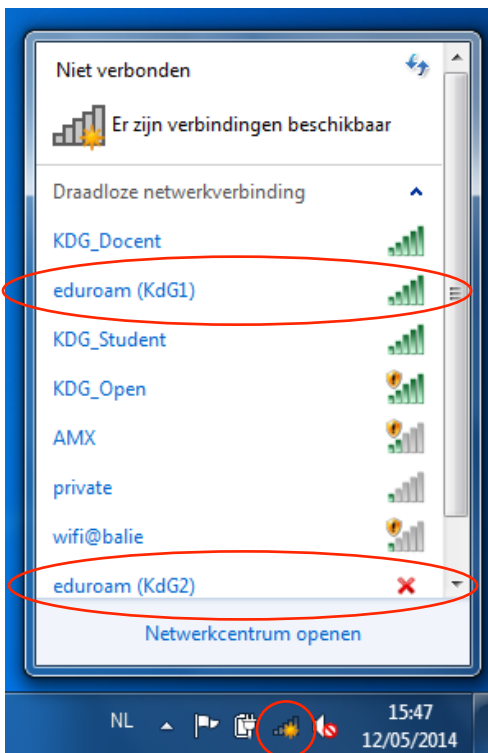 Niet verbonden
Er zijn verbindingen beschikbaar
Draadloze netwerkverbinding
KDG_Docent
eduroam (KdG1)
KDG_Student
KDG_Open
AMX
private
wifi@balie
eduroam (KdG2)
Netwerkcentrum openen
NL
15:47
12/05/2014